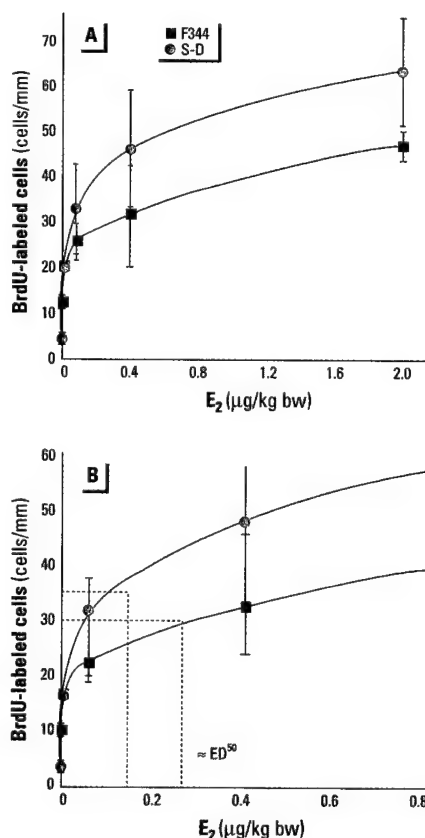 A
F344
S-D
BrdU-labeled cells (cells/mm)
70
60
50
40
30
20
10
0
0
0.4
0.8
1.2
1.6
2.0
E₂ (µg/kg bw)
B
BrdU-labeled cells (cells/mm)
60
50
40
30
20
10
0
≈ ED⁵⁰
0
0.2
0.4
0.6
0.8
E₂ (µg/kg bw)